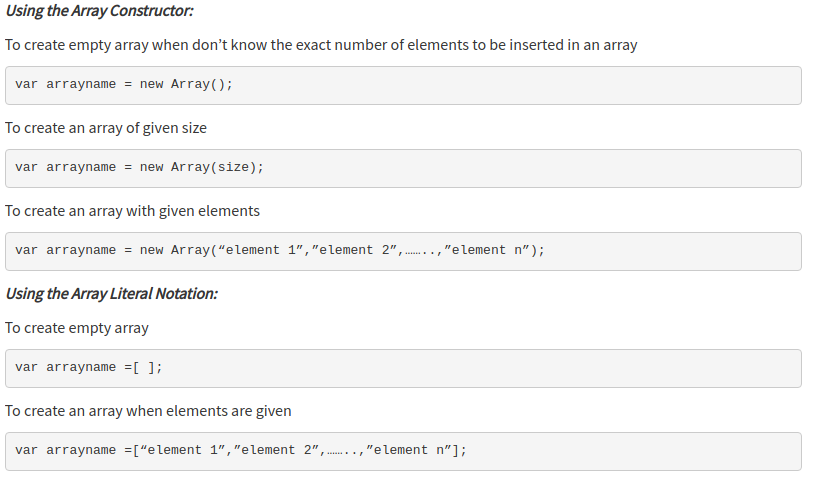 Using the Array Constructor:
To create empty array when don’t know the exact number of elements to be inserted in an array
var arrayname = new Array();
To create an array of given size
var arrayname = new Array(size);
To create an array with given elements
var arrayname = new Array(“element 1”,”element 2”,……..,”element n”);
Using the Array Literal Notation:
To create empty array
var arrayname =[ ];
To create an array when elements are given
var arrayname =[“element 1”,”element 2”,……..,”element n”];